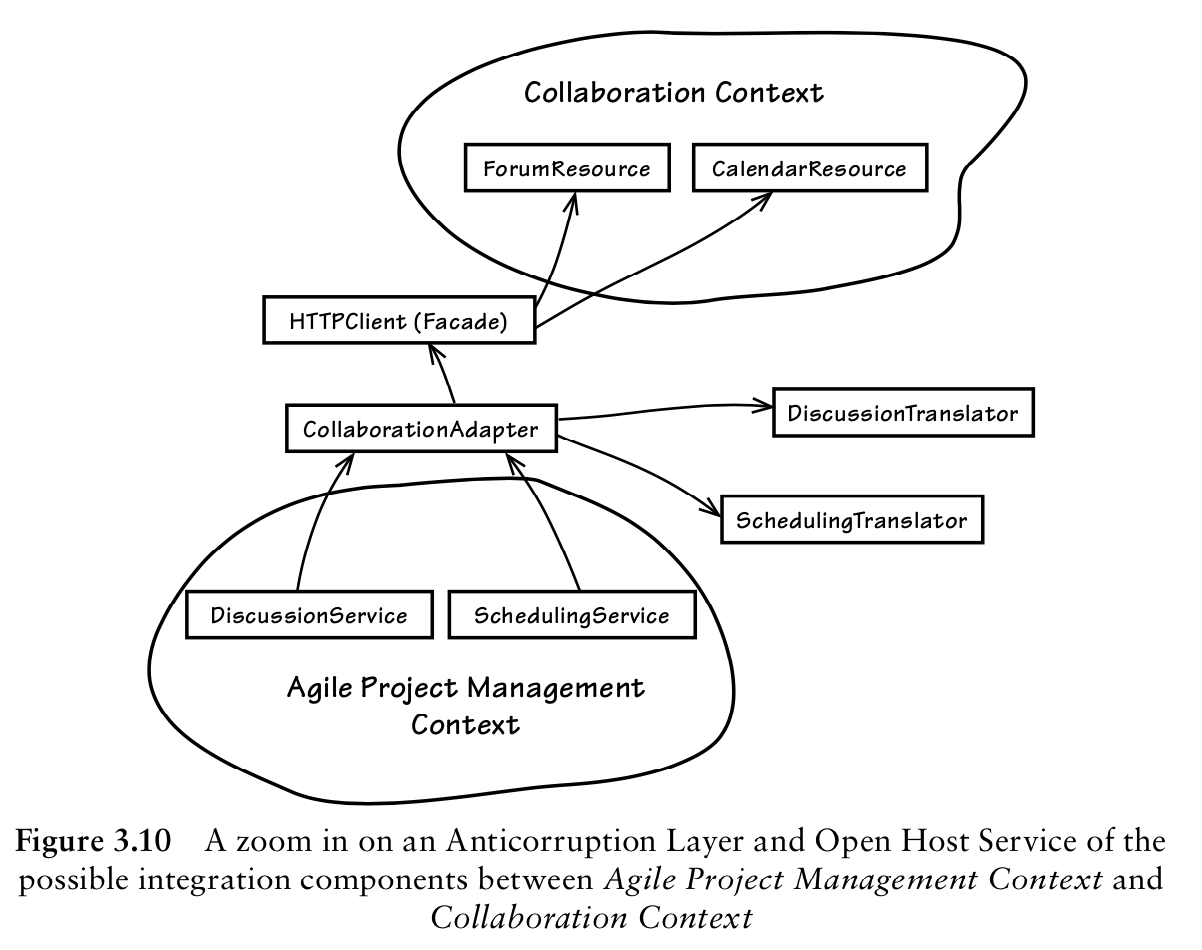 Collaboration Context
ForumResource
CalendarResource
HTTPClient (Facade)
CollaborationAdapter
DiscussionTranslator
SchedulingTranslator
DiscussionService
SchedulingService
Agile Project Management
Context
Figure 3.10 A zoom in on an Anticorruption Layer and Open Host Service of the
possible integration components between Agile Project Management Context and
Collaboration Context